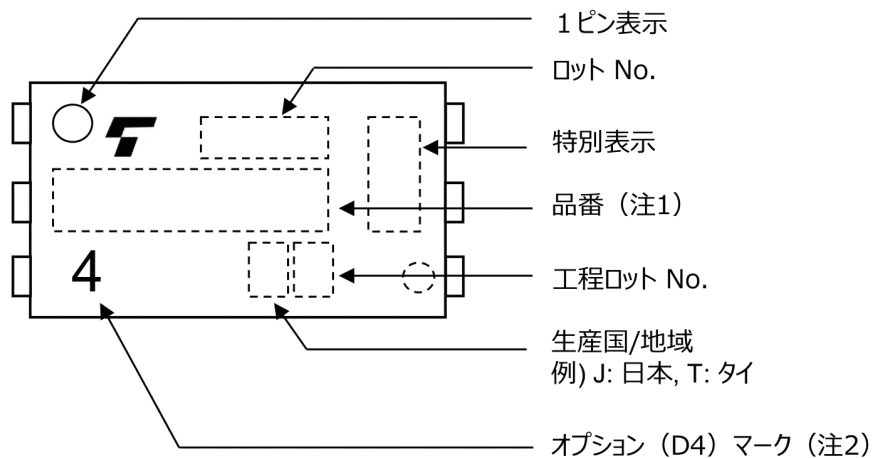 1ピン表示
ロット No.
特別表示
品番（注1）
4
工程ロット No.
生産国/地域
例) J: 日本, T: タイ
オプション（D4）マーク（注2）